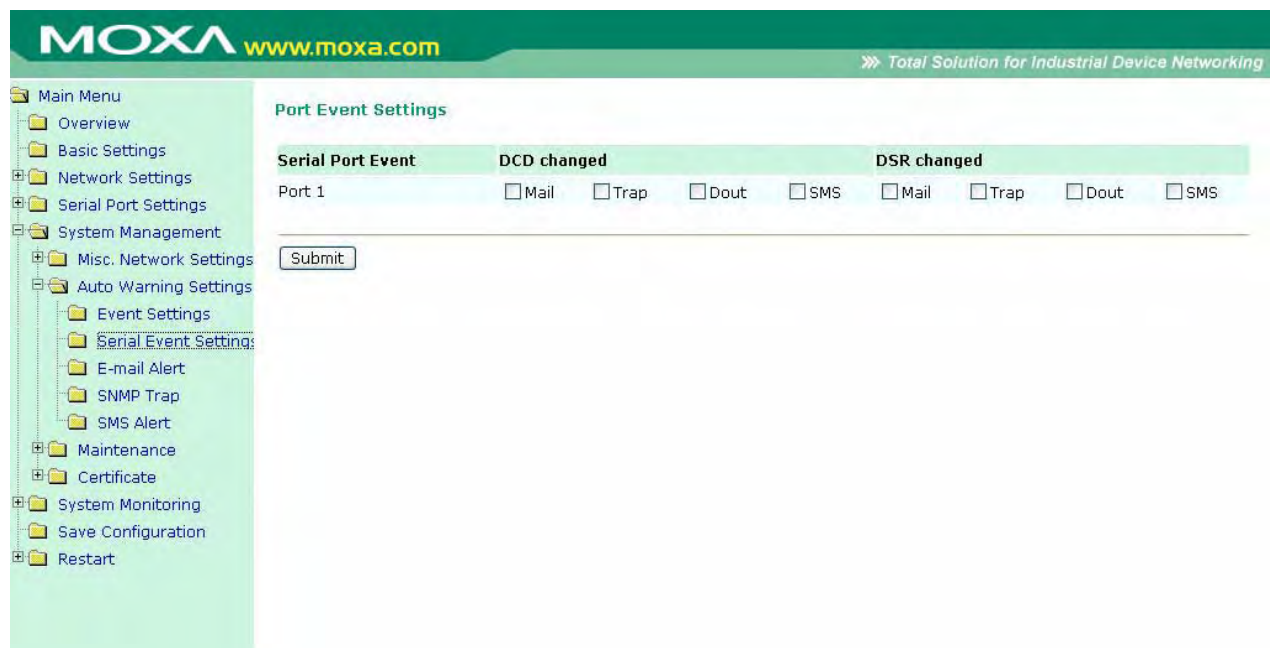 MOXA www.moxa.com
Total Solution for Industrial Device Networking
Main Menu
Overview
Basic Settings
Network Settings
Serial Port Settings
System Management
Misc. Network Settings
Auto Warning Settings
Event Settings
Serial Event Settings
E-mail Alert
SNMP Trap
SMS Alert
Maintenance
Certificate
System Monitoring
Save Configuration
Restart
Port Event Settings
Serial Port Event DCD changed DSR changed
Port 1 Mail Trap Dout SMS Mail Trap Dout SMS
Submit